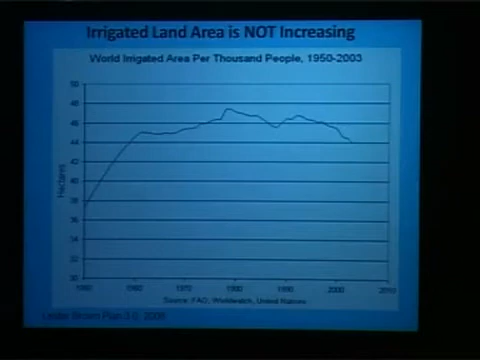 Irrigated Land Area is NOT Increasing
World Irrigated Area Per Thousand People, 1950-2003
50
48
46
44
42
40
38
36
34
32
30
Hectares
1950 1960 1970 1980 1990 2000 2010
Source: FAO, Worldwatch, United Nations
Lester Brown Plan 3.0, 2008